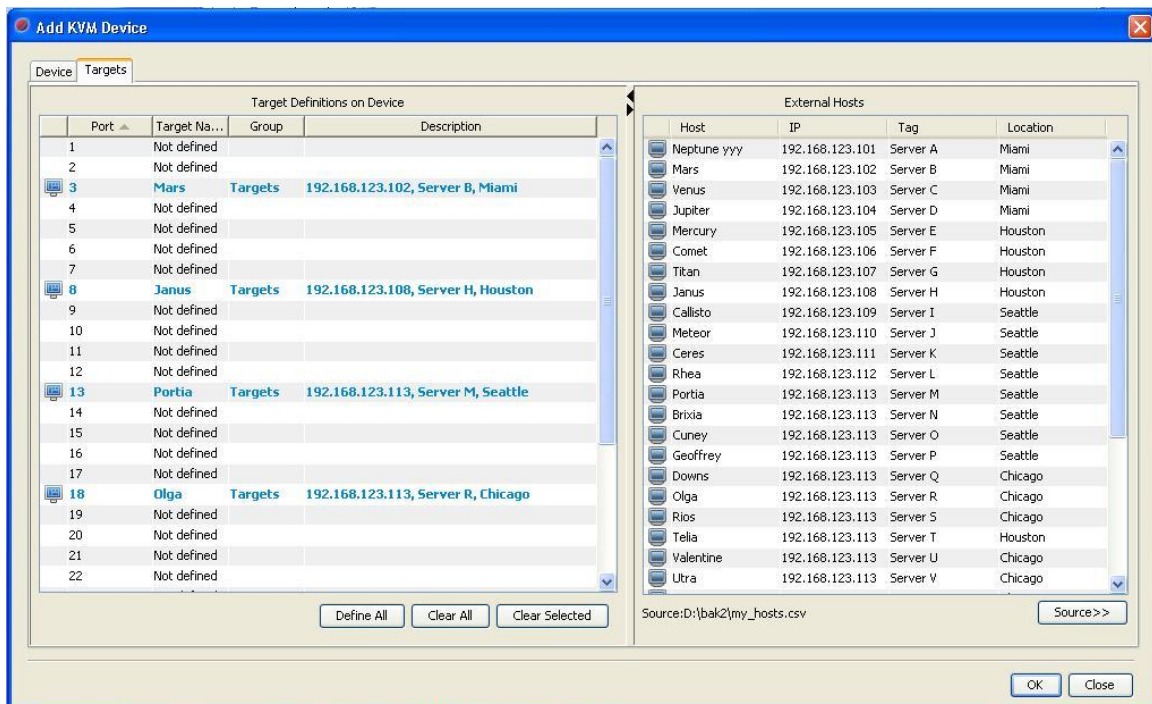 Add KVM Device
Device Targets
Target Definitions on Device
Port Target Na... Group Description
1 Not defined
2 Not defined
3 Mars Targets 192.168.123.102, Server B, Miami
4 Not defined
5 Not defined
6 Not defined
7 Not defined
8 Janus Targets 192.168.123.108, Server H, Houston
9 Not defined
10 Not defined
11 Not defined
12 Not defined
13 Portia Targets 192.168.123.113, Server M, Seattle
14 Not defined
15 Not defined
16 Not defined
17 Not defined
18 Olga Targets 192.168.123.113, Server R, Chicago
19 Not defined
20 Not defined
21 Not defined
22 Not defined
Define All Clear All Clear Selected
External Hosts
Host IP Tag Location
Neptune yyy 192.168.123.101 Server A Miami
Mars 192.168.123.102 Server B Miami
Venus 192.168.123.103 Server C Miami
Jupiter 192.168.123.104 Server D Miami
Mercury 192.168.123.105 Server E Houston
Comet 192.168.123.106 Server F Houston
Titan 192.168.123.107 Server G Houston
Janus 192.168.123.108 Server H Houston
Callisto 192.168.123.109 Server I Seattle
Meteor 192.168.123.110 Server J Seattle
Ceres 192.168.123.111 Server K Seattle
Rhea 192.168.123.112 Server L Seattle
Portia 192.168.123.113 Server M Seattle
Brixia 192.168.123.113 Server N Seattle
Cuney 192.168.123.113 Server O Seattle
Geoffrey 192.168.123.113 Server P Seattle
Downs 192.168.123.113 Server Q Chicago
Olga 192.168.123.113 Server R Chicago
Rios 192.168.123.113 Server S Chicago
Telia 192.168.123.113 Server T Houston
Valentine 192.168.123.113 Server U Chicago
Utra 192.168.123.113 Server V Chicago
Source:D:\bak2\my_hosts.csv Source>>
OK Close